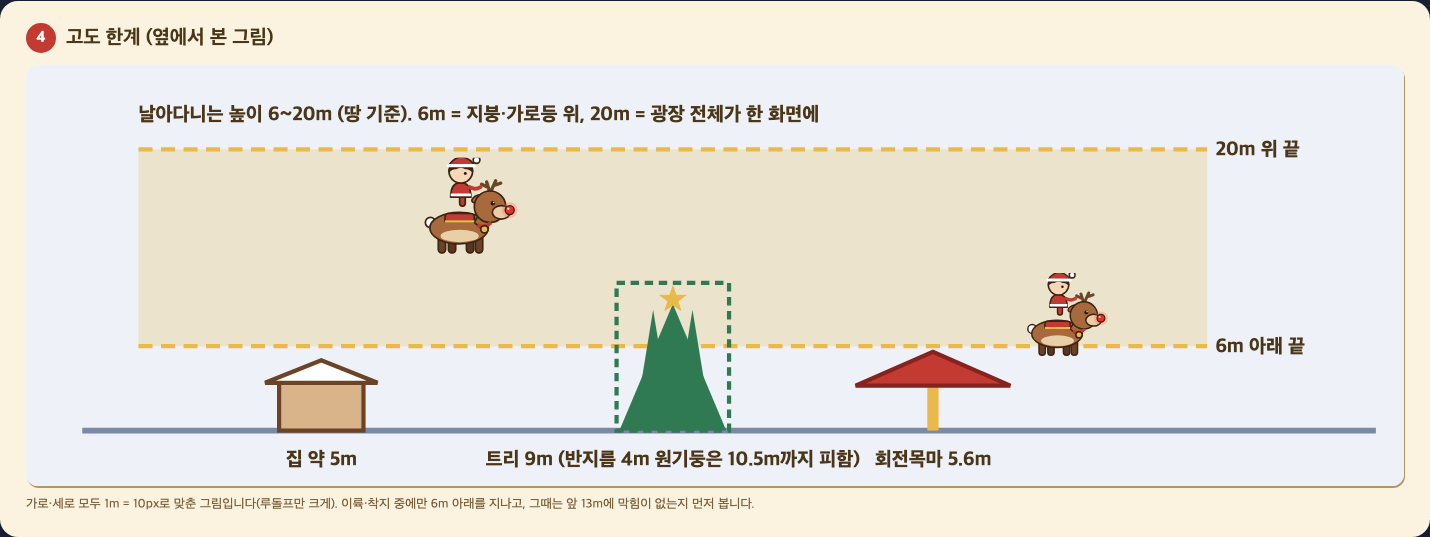 4 고도 한계 (옆에서 본 그림)
날아다니는 높이 6~20m (땅 기준). 6m = 지붕·가로등 위, 20m = 광장 전체가 한 화면에
20m 위 끝
6m 아래 끝
집 약 5m
트리 9m (반지름 4m 원기둥은 10.5m까지 피함)
회전목마 5.6m
가로·세로 모두 1m = 10px로 맞춘 그림입니다(루돌프만 크게). 이륙·착지 중에만 6m 아래를 지나고, 그때는 앞 13m에 막힘이 없는지 먼저 봅니다.